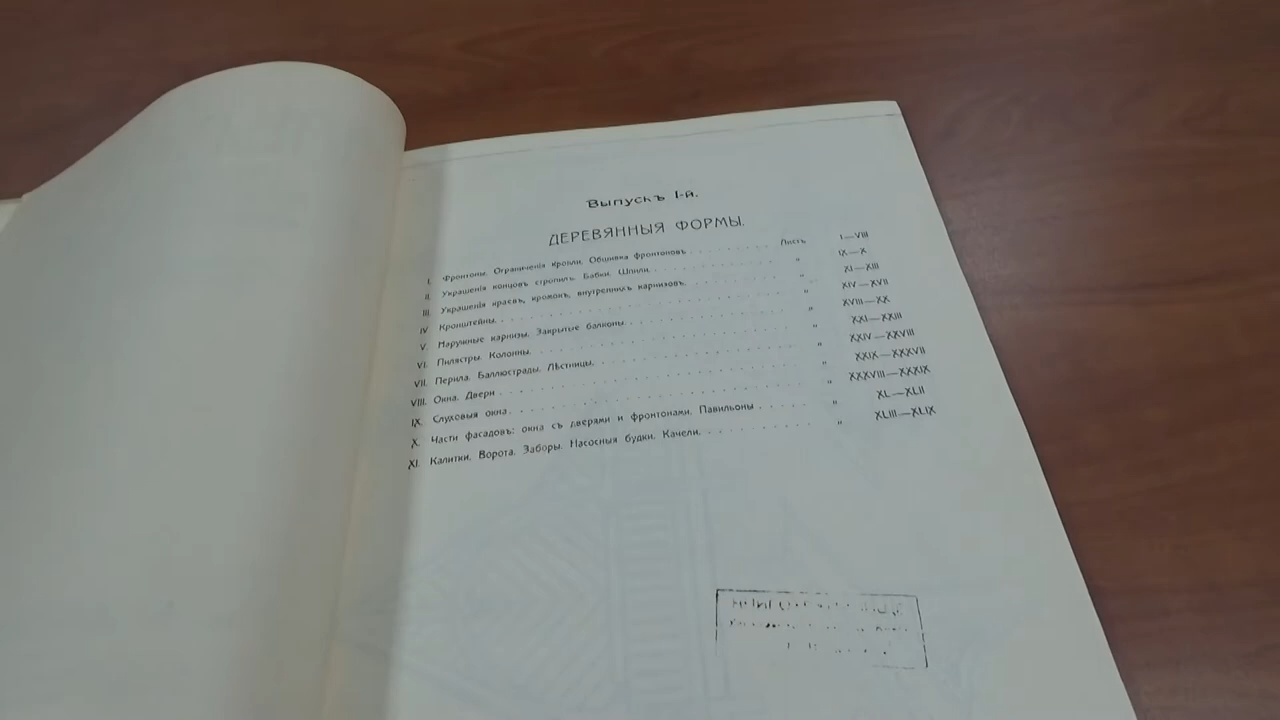 Выпускъ 1-й.
ДЕРЕВЯННЫЯ ФОРМЫ.
I. Фронтоны. Ограниченія кровли. Обшивка фронтоновъ . . . . . . . . Листъ I—VIII
II. Украшенія концовъ стропилъ. Бабки. Шпили. . . . . . . . „ IX—X
III. Украшенія краевъ, кромокъ, внутреннихъ карнизовъ. . . . . . . . „ XI—XIII
IV. Кронштейны. . . . . . . . „ XIV—XVII
V. Наружные карнизы. Закрытые балконы . . . . . . . . „ XVIII—XX
VI. Пилястры. Колонны. . . . . . . . „ XXI—XXIII
VII. Перила. Баллюстрады. Лѣстницы. . . . . . . . „ XXIV—XXVIII
VIII. Окна. Двери . . . . . . . . „ XXIX—XXXVII
IX. Слуховыя окна . . . . . . . . „ XXXVIII—XXXIX
X. Части фасадовъ: окна съ дверями и фронтонами. Павильоны . . . . . . „ XL—XLII
XI. Калитки. Ворота. Заборы. Насосныя будки. Качели. . . . . . . . „ XLIII—XLIX